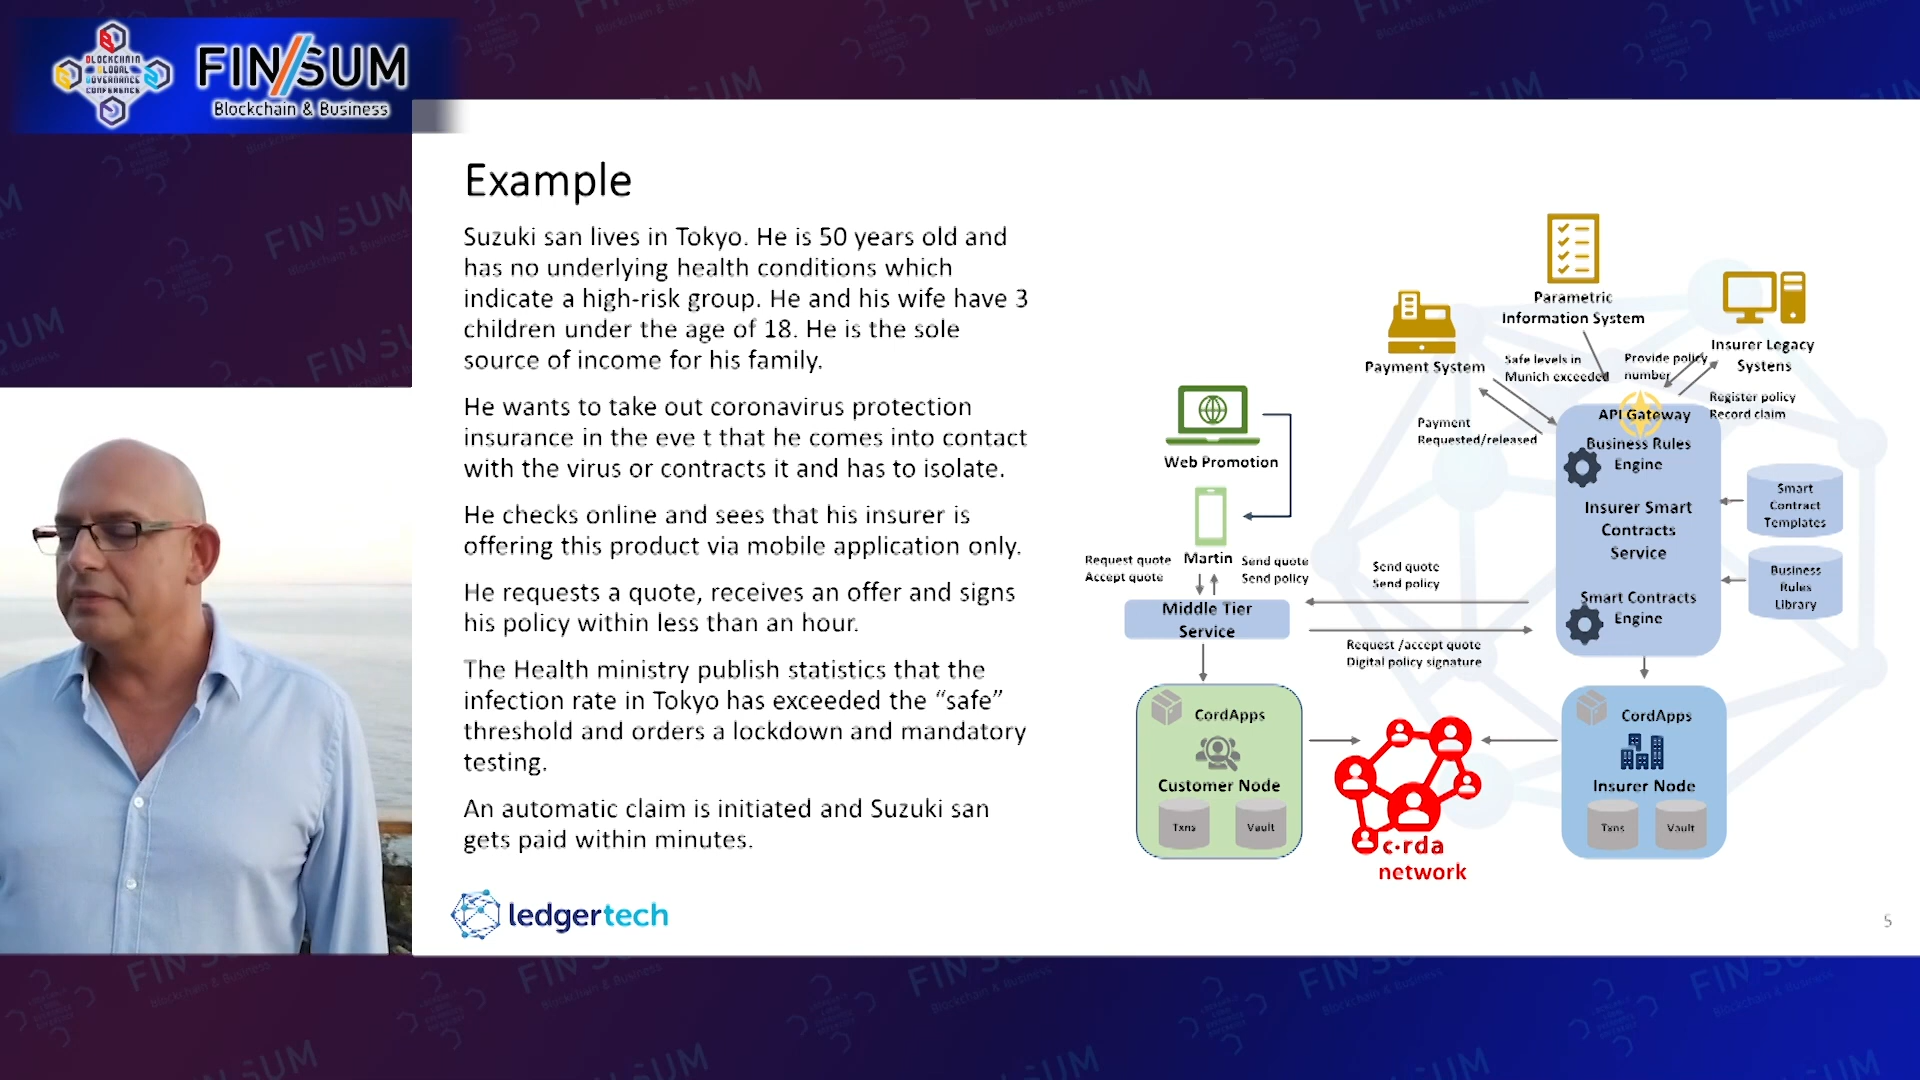 BLOCKCHAIN
GLOBAL
GOVERNANCE
CONFERENCE
FIN/SUM
Blockchain & Business
Example
Suzuki san lives in Tokyo. He is 50 years old and
has no underlying health conditions which
indicate a high-risk group. He and his wife have 3
children under the age of 18. He is the sole
source of income for his family.
He wants to take out coronavirus protection
insurance in the eve t that he comes into contact
with the virus or contracts it and has to isolate.
He checks online and sees that his insurer is
offering this product via mobile application only.
He requests a quote, receives an offer and signs
his policy within less than an hour.
The Health ministry publish statistics that the
infection rate in Tokyo has exceeded the “safe”
threshold and orders a lockdown and mandatory
testing.
An automatic claim is initiated and Suzuki san
gets paid within minutes.
ledgertech
Parametric
Information System
Payment System
Insurer Legacy
Systens
Safe levels in
Munich exceeded
Provide policy
number
Register policy
Record claim
Payment
Requested/released
Web Promotion
Martin
Request quote
Accept quote
Send quote
Send policy
Middle Tier
Service
Send quote
Send policy
Request /accept quote
Digital policy signature
API Gateway
Business Rules
Engine
Insurer Smart
Contracts
Service
Smart Contracts
Engine
Smart
Contract
Templates
Business
Rules
Library
CordApps
Customer Node
Txns
Vault
c·rda
network
CordApps
Insurer Node
Txns
Vault
5